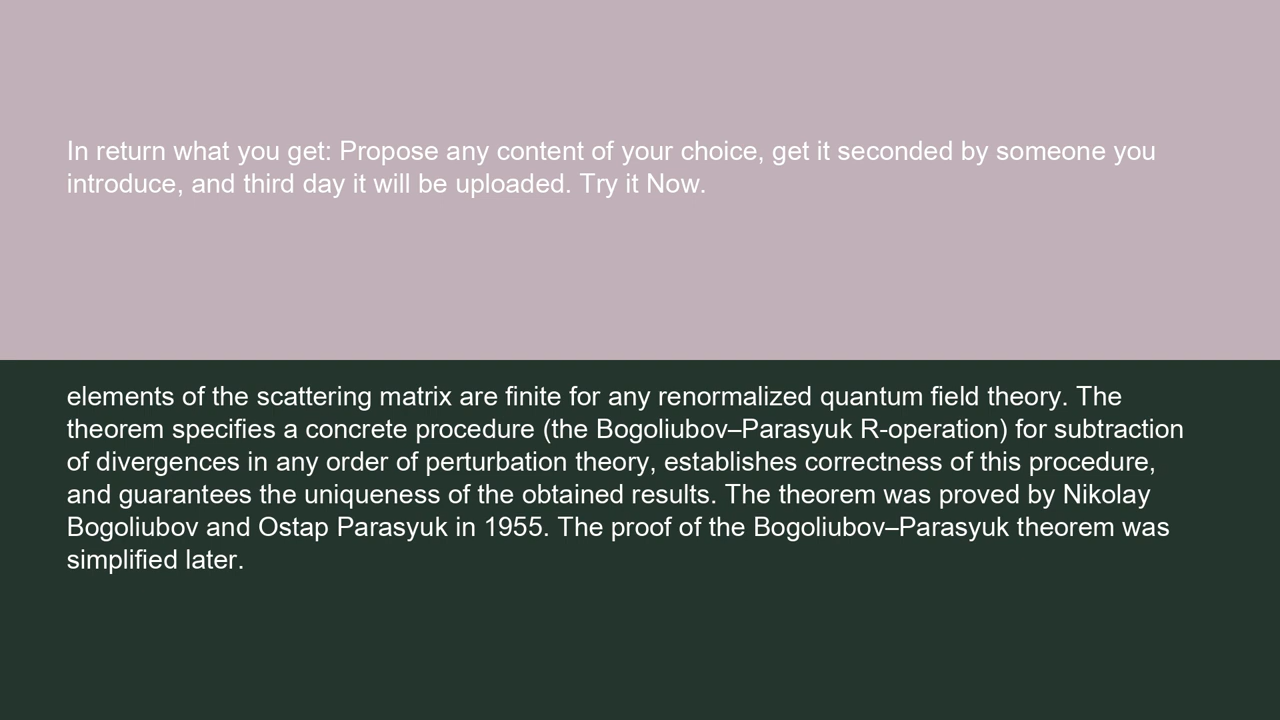 In return what you get: Propose any content of your choice, get it seconded by someone you
introduce, and third day it will be uploaded. Try it Now.
elements of the scattering matrix are finite for any renormalized quantum field theory. The
theorem specifies a concrete procedure (the Bogoliubov–Parasyuk R-operation) for subtraction
of divergences in any order of perturbation theory, establishes correctness of this procedure,
and guarantees the uniqueness of the obtained results. The theorem was proved by Nikolay
Bogoliubov and Ostap Parasyuk in 1955. The proof of the Bogoliubov–Parasyuk theorem was
simplified later.